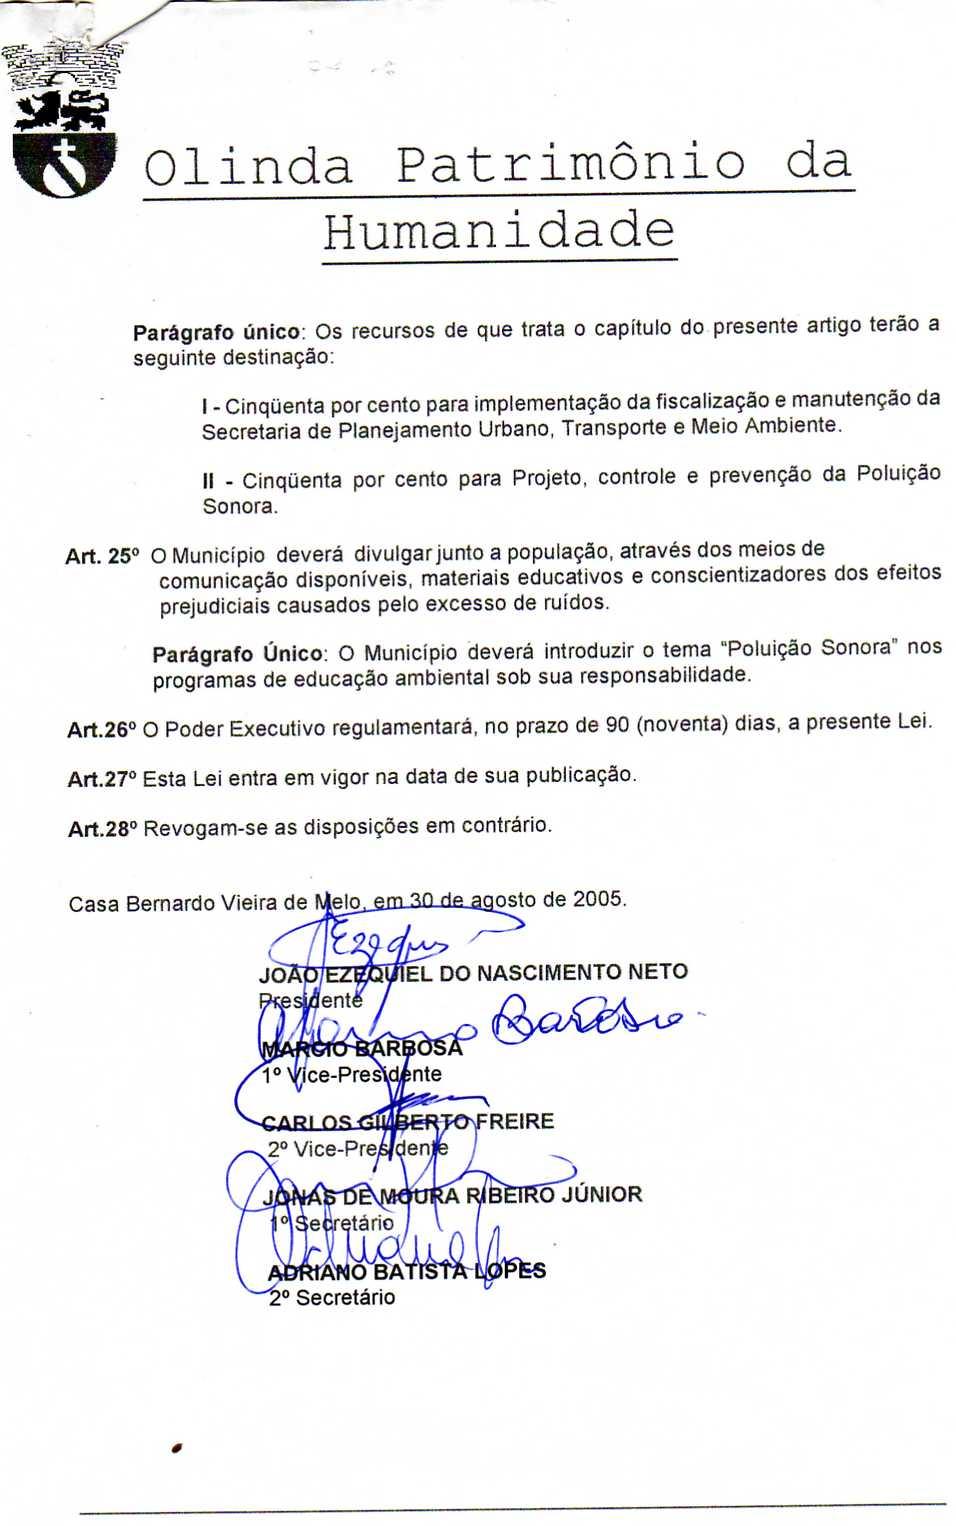 Olinda Patrimônio da
Humanidade
Parágrafo único: Os recursos de que trata o capítulo do presente artigo terão a
seguinte destinação:
I - Cinqüenta por cento para implementação da fiscalização e manutenção da
Secretaria de Planejamento Urbano, Transporte e Meio Ambiente.
II - Cinqüenta por cento para Projeto, controle e prevenção da Poluição
Sonora.
Art. 25º O Município deverá divulgar junto a população, através dos meios de
comunicação disponíveis, materiais educativos e conscientizadores dos efeitos
prejudiciais causados pelo excesso de ruídos.
Parágrafo Único: O Município deverá introduzir o tema “Poluição Sonora” nos
programas de educação ambiental sob sua responsabilidade.
Art.26º O Poder Executivo regulamentará, no prazo de 90 (noventa) dias, a presente Lei.
Art.27º Esta Lei entra em vigor na data de sua publicação.
Art.28º Revogam-se as disposições em contrário.
Casa Bernardo Vieira de Melo, em 30 de agosto de 2005.
JOÃO EZEQUIEL DO NASCIMENTO NETO
Presidente
Barbosa
MARCIO BARBOSA
1º Vice-Presidente
CARLOS GILBERTO FREIRE
2º Vice-Presidente
JONAS DE MOURA RIBEIRO JÚNIOR
1º Secretário
ADRIANO BATISTA LOPES
2º Secretário